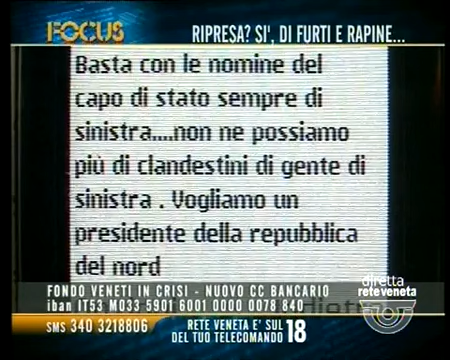 FOCUS
RIPRESA? SI', DI FURTI E RAPINE...
Basta con le nomine del
capo di stato sempre di
sinistra....non ne possiamo
più di clandestini di gente di
sinistra . Vogliamo un
presidente della repubblica
del nord
diretta
reteveneta
FONDO VENETI IN CRISI - NUOVO CC BANCARIO
iban IT53 M033 5901 6001 0000 0078 840
SMS 340 3218806
RETE VENETA E' SUL
DEL TUO TELECOMANDO 18